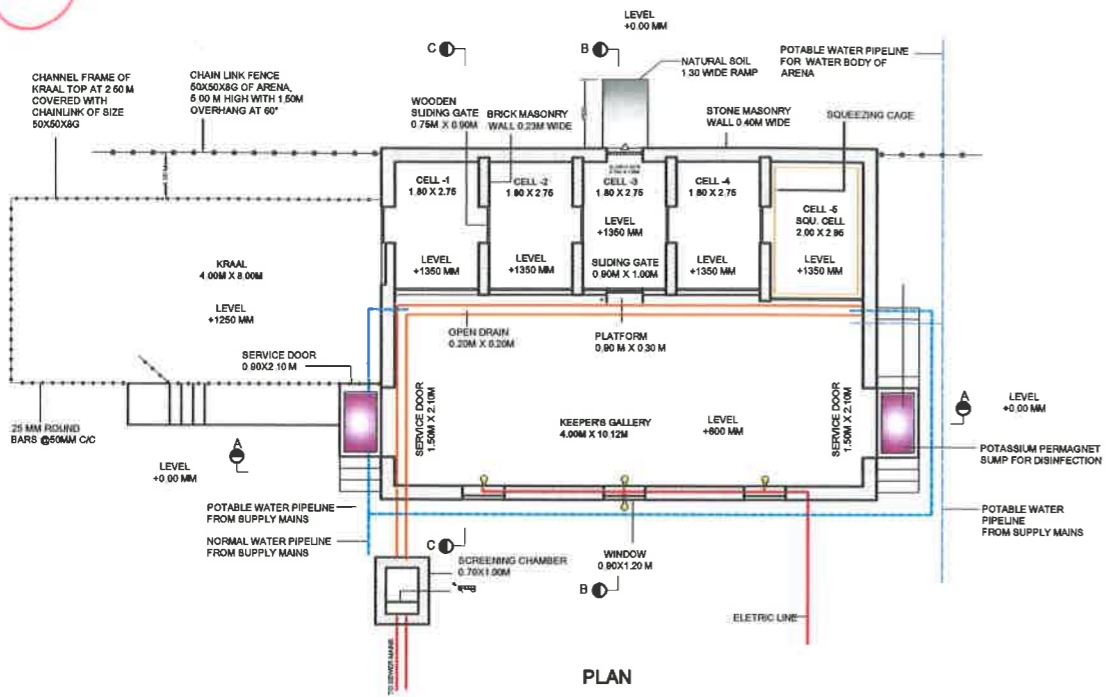 LEVEL
+0.00 MM
C
B
NATURAL SOIL
1.30 WIDE RAMP
POTABLE WATER PIPELINE
FOR WATER BODY OF
ARENA
CHANNEL FRAME OF
KRAAL TOP AT 2.50 M
COVERED WITH
CHAINLINK OF SIZE
50X50X8G
CHAIN LINK FENCE
50X50X8G OF ARENA,
5.00 M HIGH WITH 1.50M
OVERHANG AT 60°
WOODEN
SLIDING GATE
0.75M X 0.90M
BRICK MASONRY
WALL 0.23M WIDE
STONE MASONRY
WALL 0.40M WIDE
SQUEEZING CAGE
CELL -1
1.80 X 2.75
CELL -2
1.80 X 2.75
CELL -3
1.80 X 2.75
CELL -4
1.80 X 2.75
CELL -5
SQU. CELL
2.00 X 2.95
LEVEL
+1350 MM
LEVEL
+1350 MM
LEVEL
+1350 MM
LEVEL
+1350 MM
LEVEL
+1350 MM
SLIDING GATE
0.90M X 1.00M
KRAAL
4.00M X 8.00M
LEVEL
+1250 MM
OPEN DRAIN
0.20M X 0.20M
PLATFORM
0.90 M X 0.30 M
SERVICE DOOR
0.90X2.10 M
SERVICE DOOR
1.50M X 2.10M
KEEPER'S GALLERY
4.00M X 10.12M
LEVEL
+600 MM
SERVICE DOOR
1.50M X 2.10M
A
LEVEL
+0.00 MM
25 MM ROUND
BARS @50MM C/C
A
LEVEL
+0.00 MM
POTASSIUM PERMAGNET
SUMP FOR DISINFECTION
POTABLE WATER PIPELINE
FROM SUPPLY MAINS
NORMAL WATER PIPELINE
FROM SUPPLY MAINS
POTABLE WATER
PIPELINE
FROM SUPPLY MAINS
C
SCREENING CHAMBER
0.70X1.00M
B
WINDOW
0.90X1.20 M
ELETRIC LINE
TO SEWER MAINS
PLAN